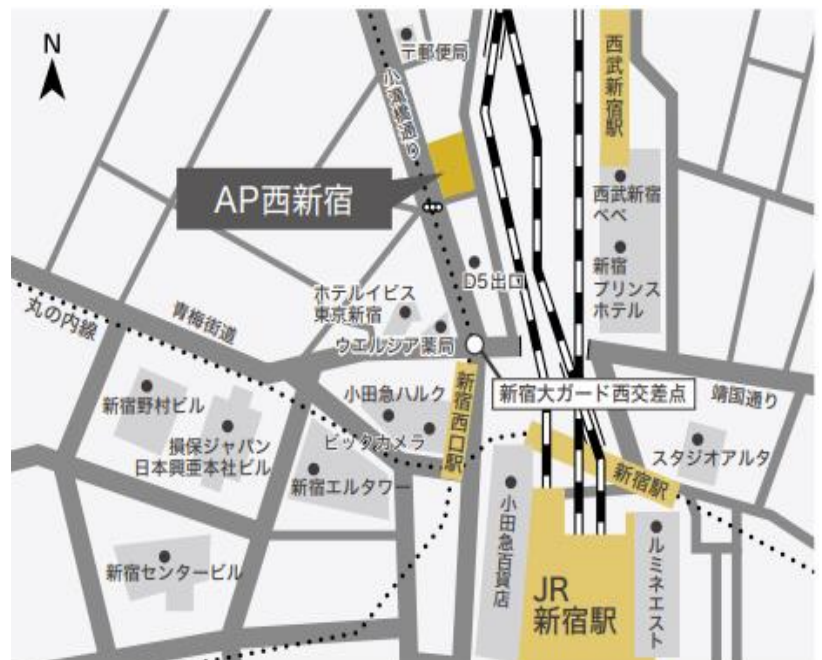 N
〒郵便局
小滝橋通り
西武新宿駅
AP西新宿
西武新宿
ペペ
新宿
プリンス
ホテル
D5出口
ホテルイビス
東京新宿
ウエルシア薬局
丸の内線
青梅街道
新宿大ガード西交差点
靖国通り
新宿西口駅
小田急ハルク
ビックカメラ
新宿野村ビル
損保ジャパン
日本興亜本社ビル
新宿エルタワー
スタジオアルタ
新宿駅
小田急百貨店
新宿センタービル
JR
新宿駅
ルミネエスト